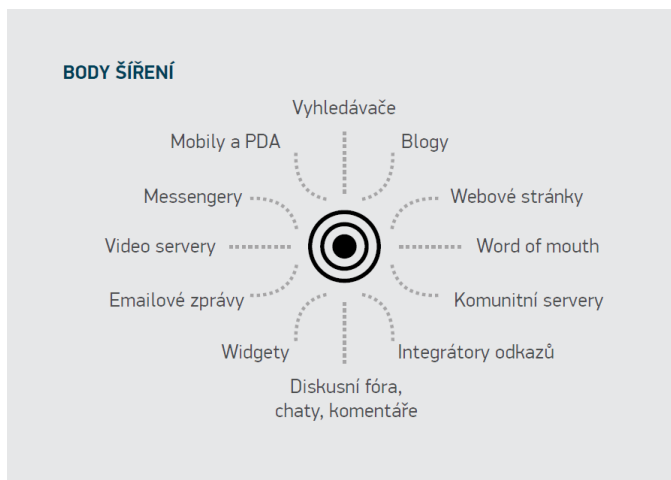 BODY ŠÍŘENÍ
Vyhledávače
Mobily a PDA
Blogy
Messengery
Webové stránky
Video servery
Word of mouth
Emailové zprávy
Komunitní servery
Widgety
Integrátory odkazů
Diskusní fóra,
chaty, komentáře